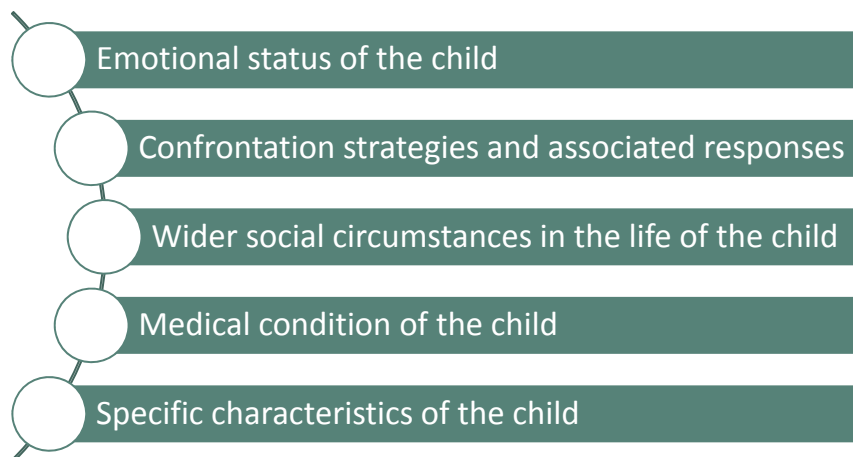 Emotional status of the child
Confrontation strategies and associated responses
Wider social circumstances in the life of the child
Medical condition of the child
Specific characteristics of the child